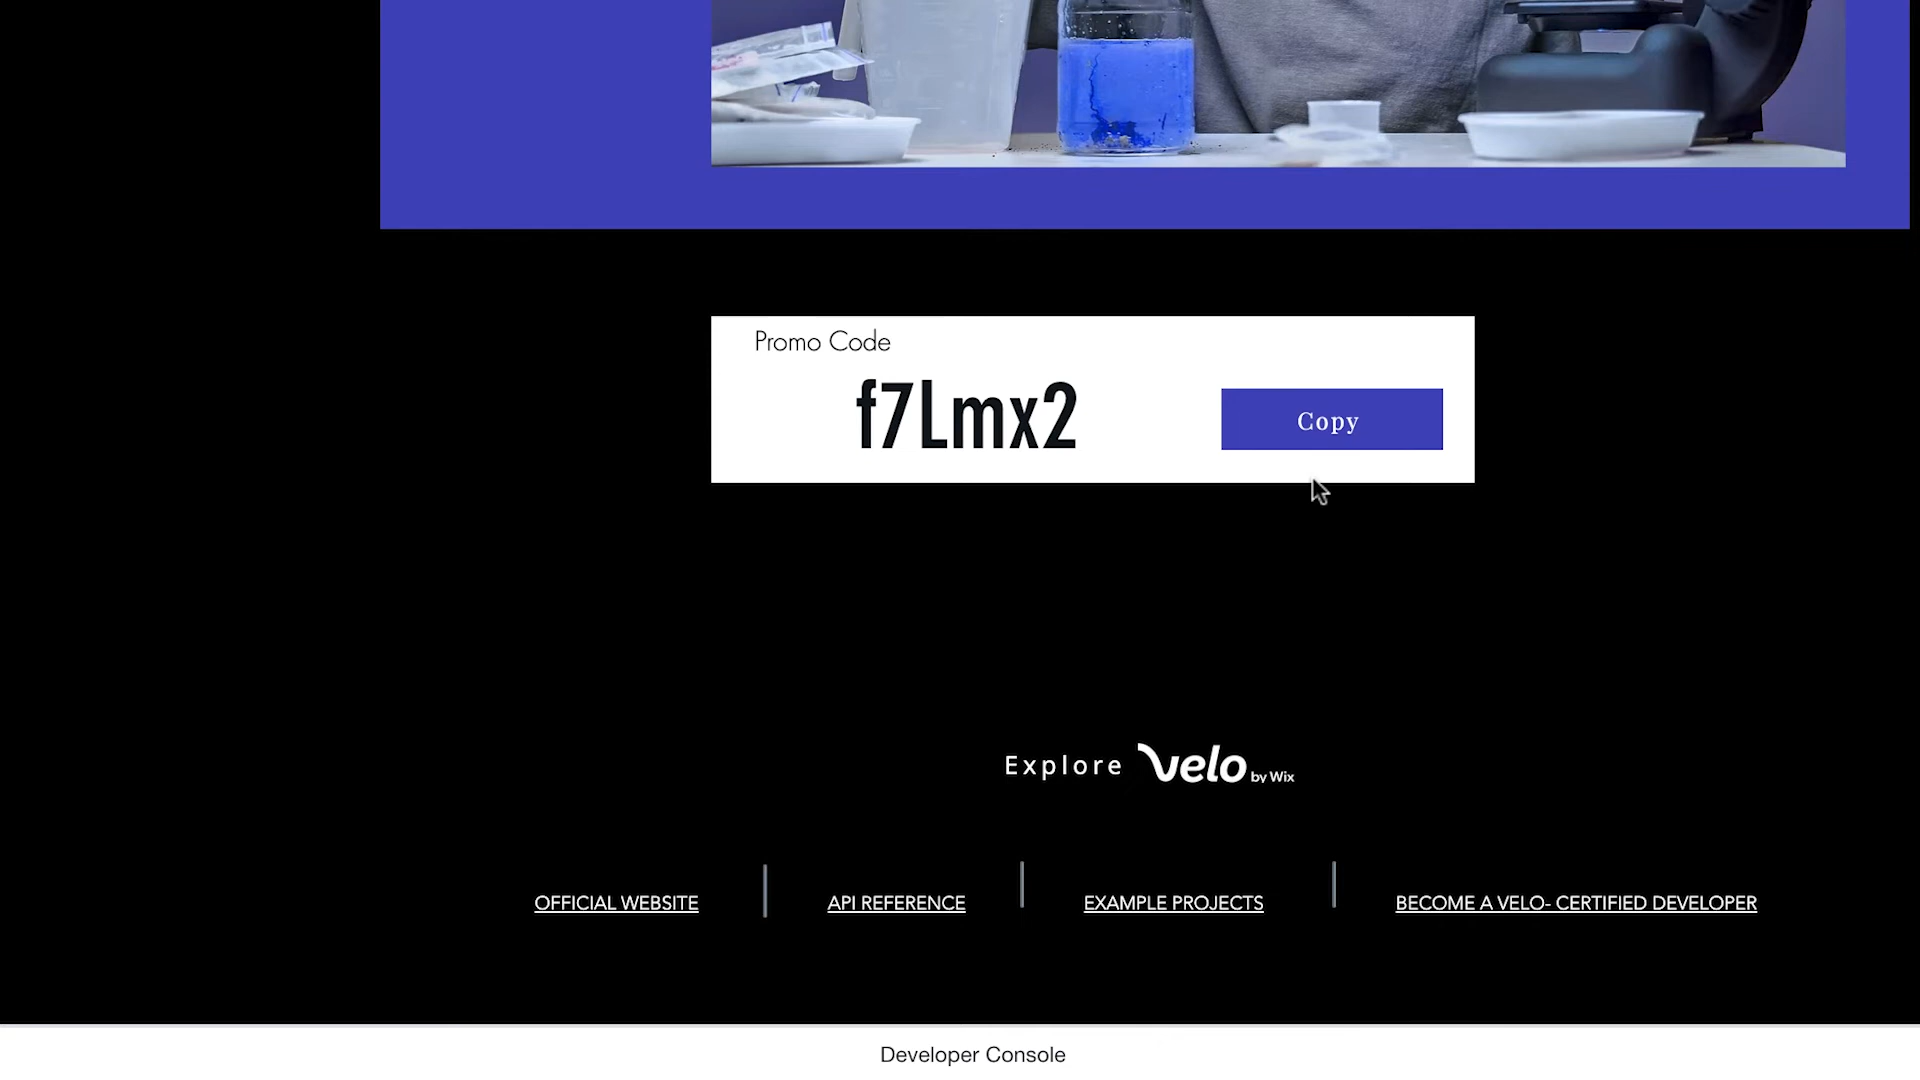 Promo Code
f7Lmx2
Copy
Explore velo by Wix
OFFICIAL WEBSITE
API REFERENCE
EXAMPLE PROJECTS
BECOME A VELO- CERTIFIED DEVELOPER
Developer Console